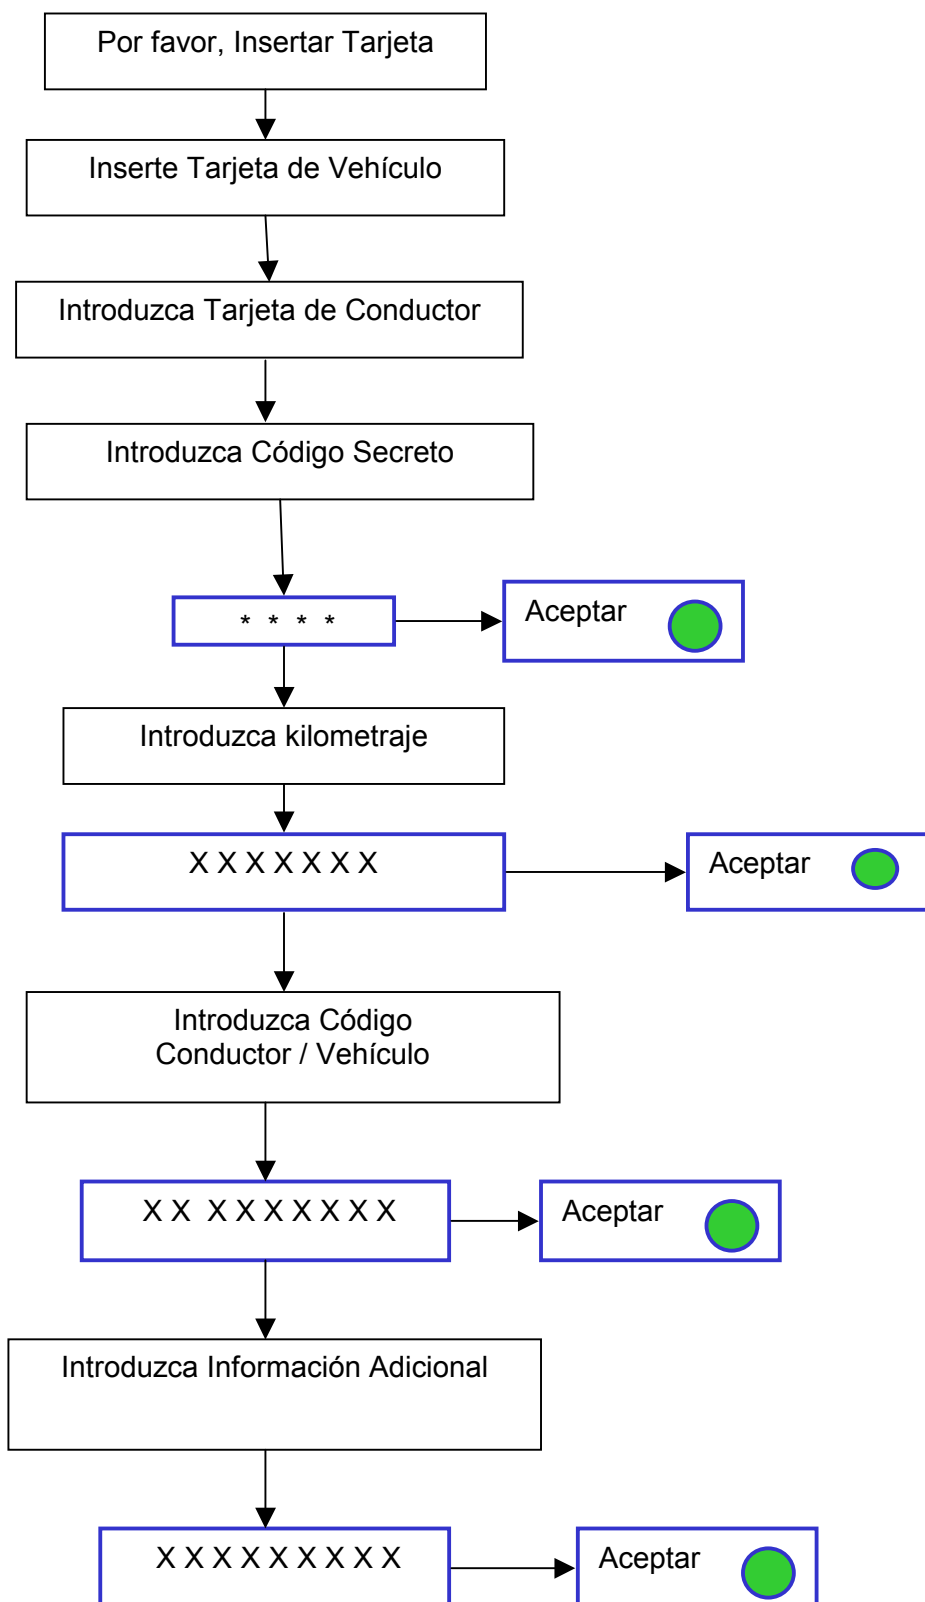 Por favor, Insertar Tarjeta
Inserte Tarjeta de Vehículo
Introduzca Tarjeta de Conductor
Introduzca Código Secreto
* * * *
Aceptar
Introduzca kilometraje
X X X X X X X
Aceptar
Introduzca Código
Conductor / Vehículo
X X  X X X X X X X
Aceptar
Introduzca Información Adicional
X X X X X X X X X
Aceptar